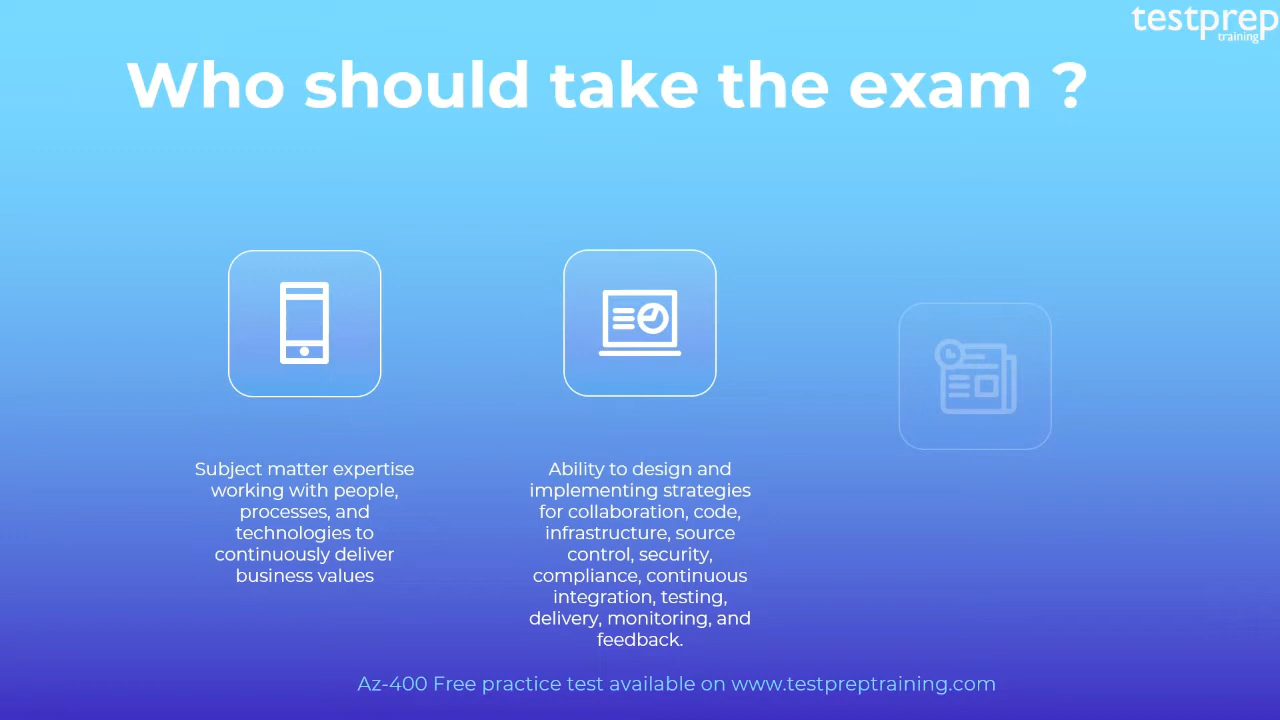 testprep
training
Who should take the exam ?
Subject matter expertise
working with people,
processes, and
technologies to
continuously deliver
business values
Ability to design and
implementing strategies
for collaboration, code,
infrastructure, source
control, security,
compliance, continuous
integration, testing,
delivery, monitoring, and
feedback.
Az-400 Free practice test available on www.testpreptraining.com